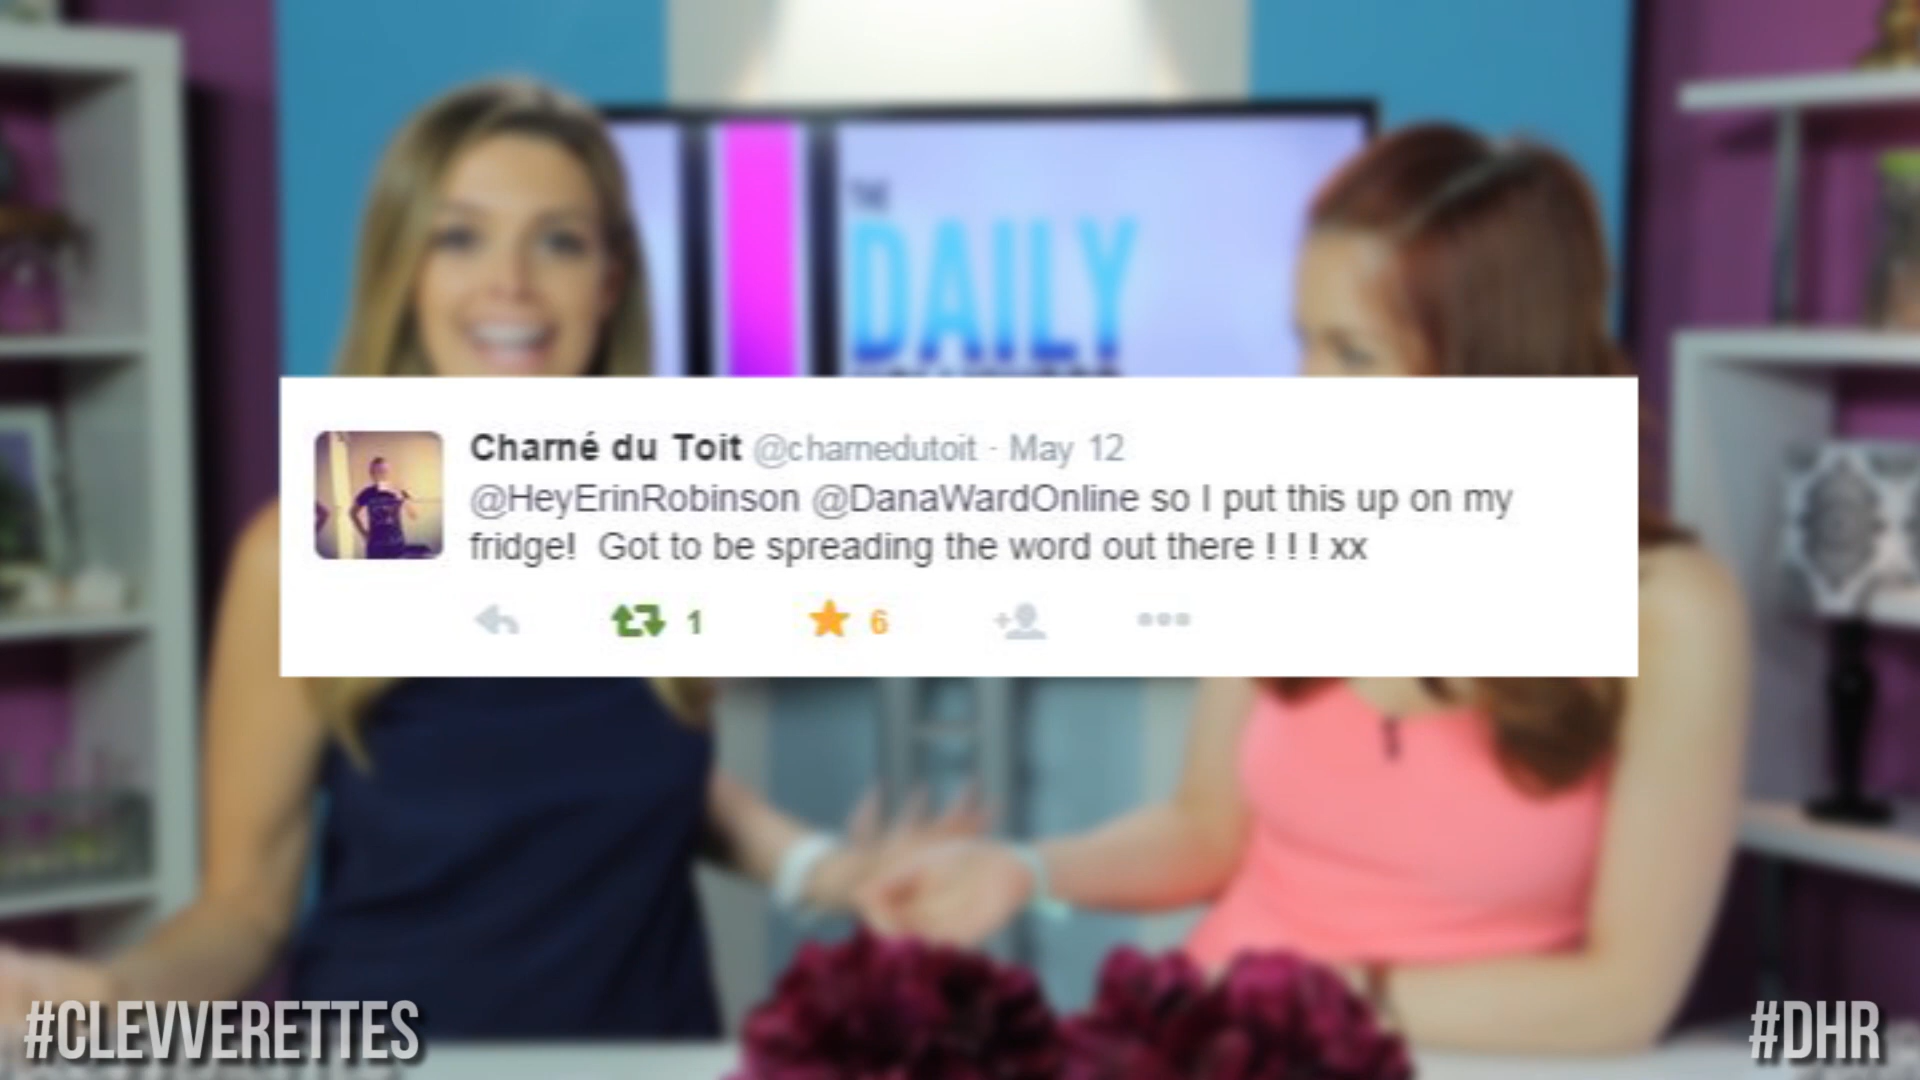 THE
DAILY
Charné du Toit @charnedutoit · May 12
@HeyErinRobinson @DanaWardOnline so I put this up on my
fridge! Got to be spreading the word out there ! ! ! xx
1 6
#CLEVVERETTES
#DHR